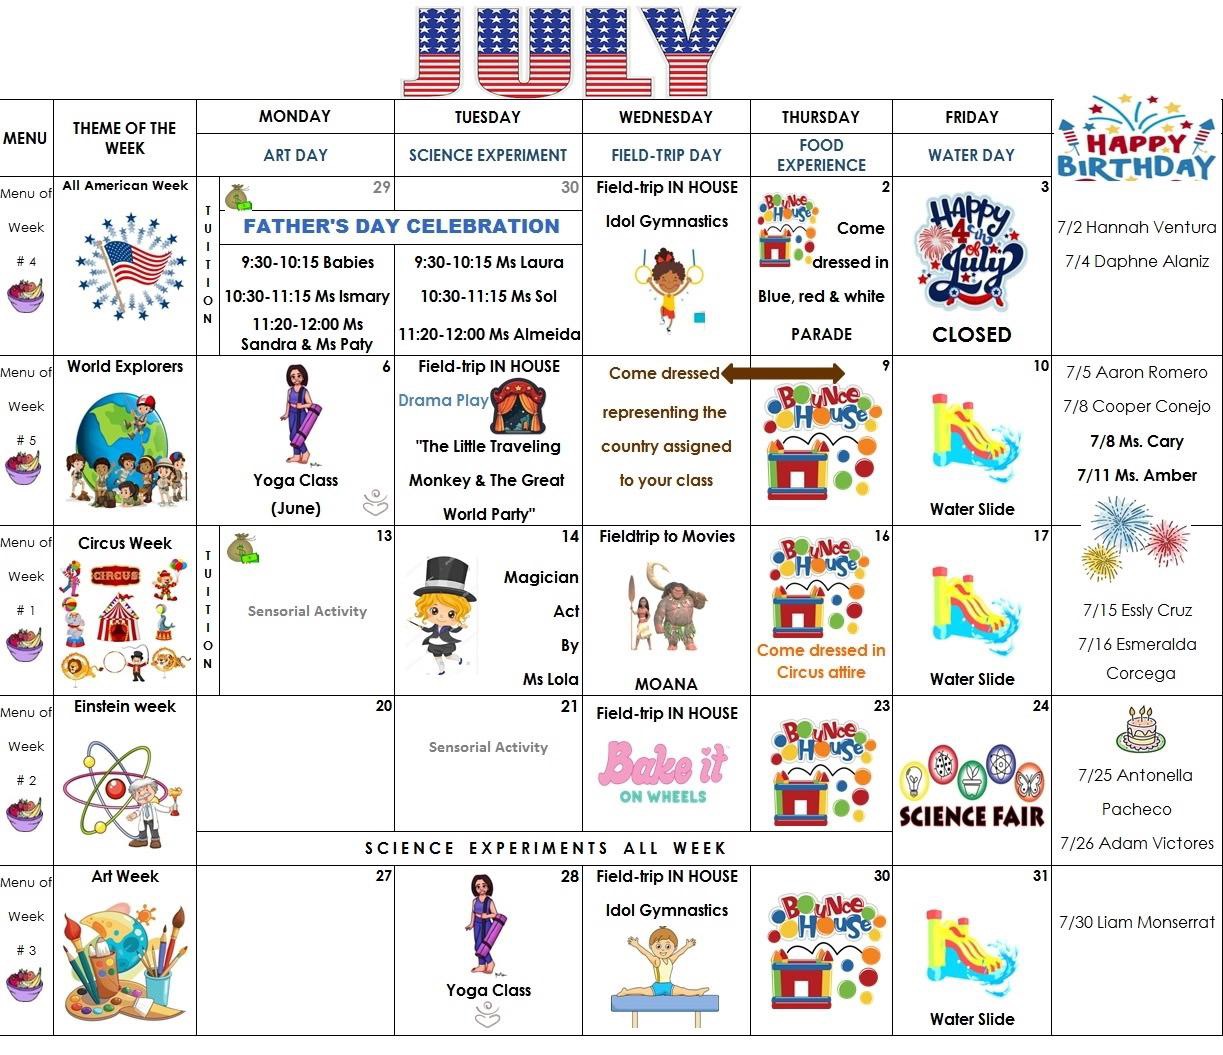 JULY
MENU
THEME OF THE
WEEK
MONDAY
TUESDAY
WEDNESDAY
THURSDAY
FRIDAY
HAPPY
BIRTHDAY
ART DAY
SCIENCE EXPERIMENT
FIELD-TRIP DAY
FOOD
EXPERIENCE
WATER DAY
Menu of
Week
# 4
All American Week
TUITION
29
30
FATHER'S DAY CELEBRATION
9:30-10:15 Babies
10:30-11:15 Ms Ismary
11:20-12:00 Ms
Sandra & Ms Paty
9:30-10:15 Ms Laura
10:30-11:15 Ms Sol
11:20-12:00 Ms Almeida
Field-trip IN HOUSE
Idol Gymnastics
2
BOUNCE
HOUSE
Come
dressed in
Blue, red & white
PARADE
3
HAPPY
4th
of
July
CLOSED
7/2 Hannah Ventura
7/4 Daphne Alaniz
Menu of
Week
# 5
World Explorers
6
Yoga Class
(June)
Field-trip IN HOUSE
Drama Play
"The Little Traveling
Monkey & The Great
World Party"
Come dressed
representing the
country assigned
to your class
9
BOUNCE
HOUSE
10
Water Slide
7/5 Aaron Romero
7/8 Cooper Conejo
7/8 Ms. Cary
7/11 Ms. Amber
Menu of
Week
# 1
Circus Week
CIRCUS
TUITION
13
Sensorial Activity
14
Magician
Act
By
Ms Lola
Fieldtrip to Movies
MOANA
16
BOUNCE
HOUSE
Come dressed in
Circus attire
17
Water Slide
7/15 Essly Cruz
7/16 Esmeralda
Corcega
Menu of
Week
# 2
Einstein week
20
21
Sensorial Activity
Field-trip IN HOUSE
Bake it
ON WHEELS
23
BOUNCE
HOUSE
24
SCIENCE FAIR
SCIENCE EXPERIMENTS ALL WEEK
7/25 Antonella
Pacheco
7/26 Adam Victores
Menu of
Week
# 3
Art Week
27
28
Yoga Class
Field-trip IN HOUSE
Idol Gymnastics
30
BOUNCE
HOUSE
31
Water Slide
7/30 Liam Monserrat